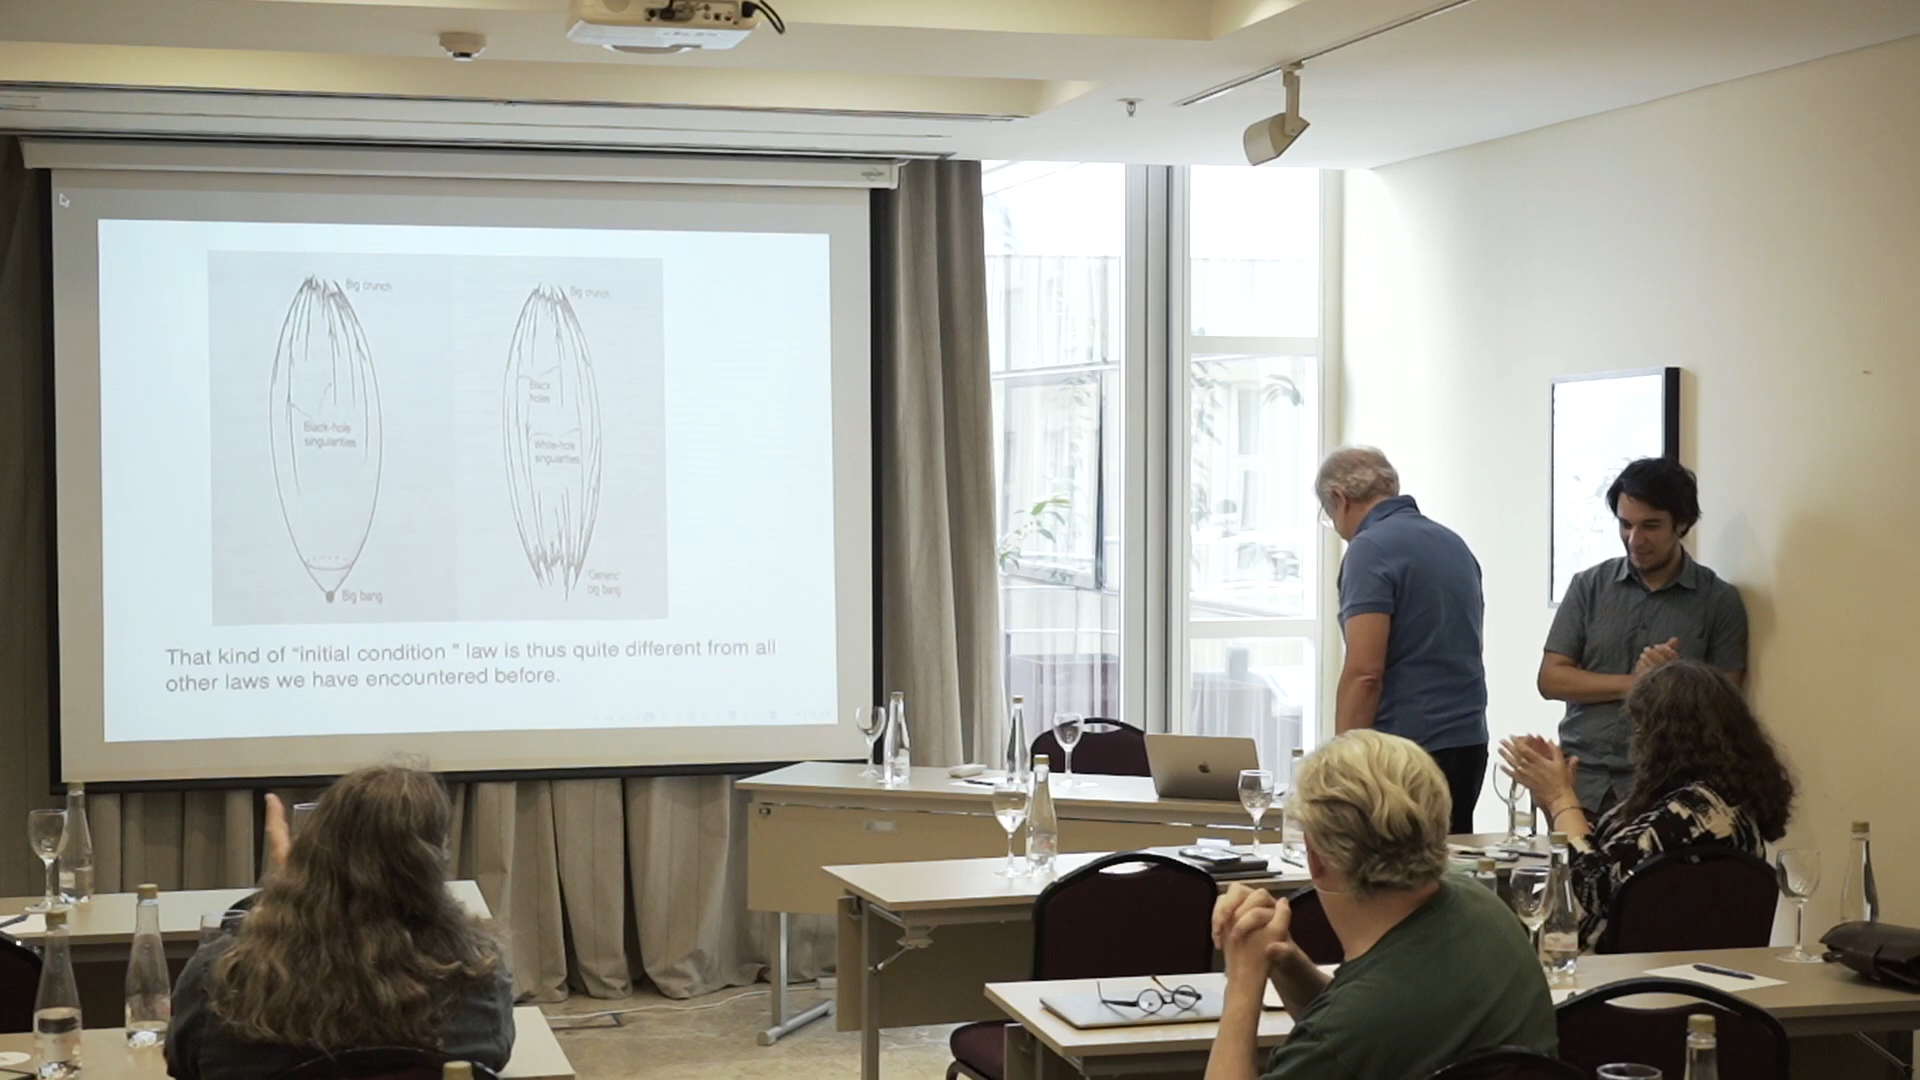 Big crunch
Big crunch
Black
holes
Black-hole
singularities
White-hole
singularities
Big bang
"Generic"
big bang
That kind of "initial condition " law is thus quite different from all
other laws we have encountered before.